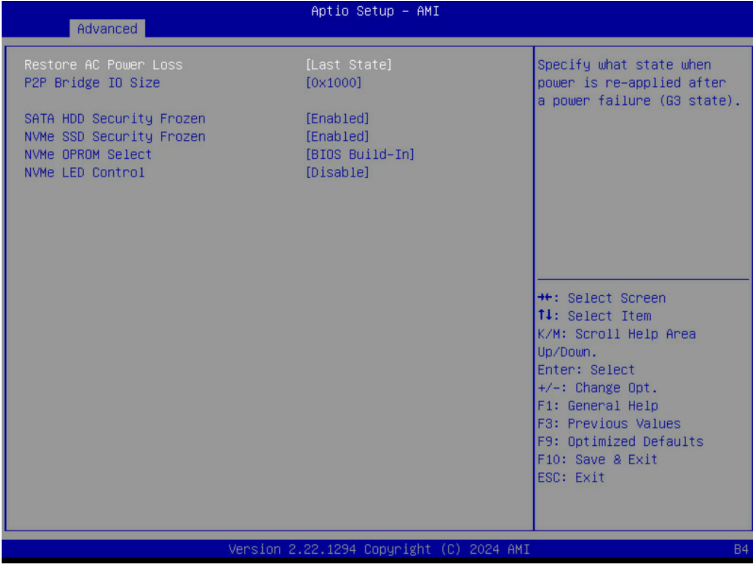 Aptio Setup – AMI
Advanced
Restore AC Power Loss [Last State]
P2P Bridge IO Size [0x1000]
SATA HDD Security Frozen [Enabled]
NVMe SSD Security Frozen [Enabled]
NVMe OPROM Select [BIOS Build-In]
NVMe LED Control [Disable]
Specify what state when
power is re-applied after
a power failure (G3 state).
→←: Select Screen
↑↓: Select Item
K/M: Scroll Help Area
Up/Down.
Enter: Select
+/-: Change Opt.
F1: General Help
F3: Previous Values
F9: Optimized Defaults
F10: Save & Exit
ESC: Exit
Version 2.22.1294 Copyright (C) 2024 AMI
B4